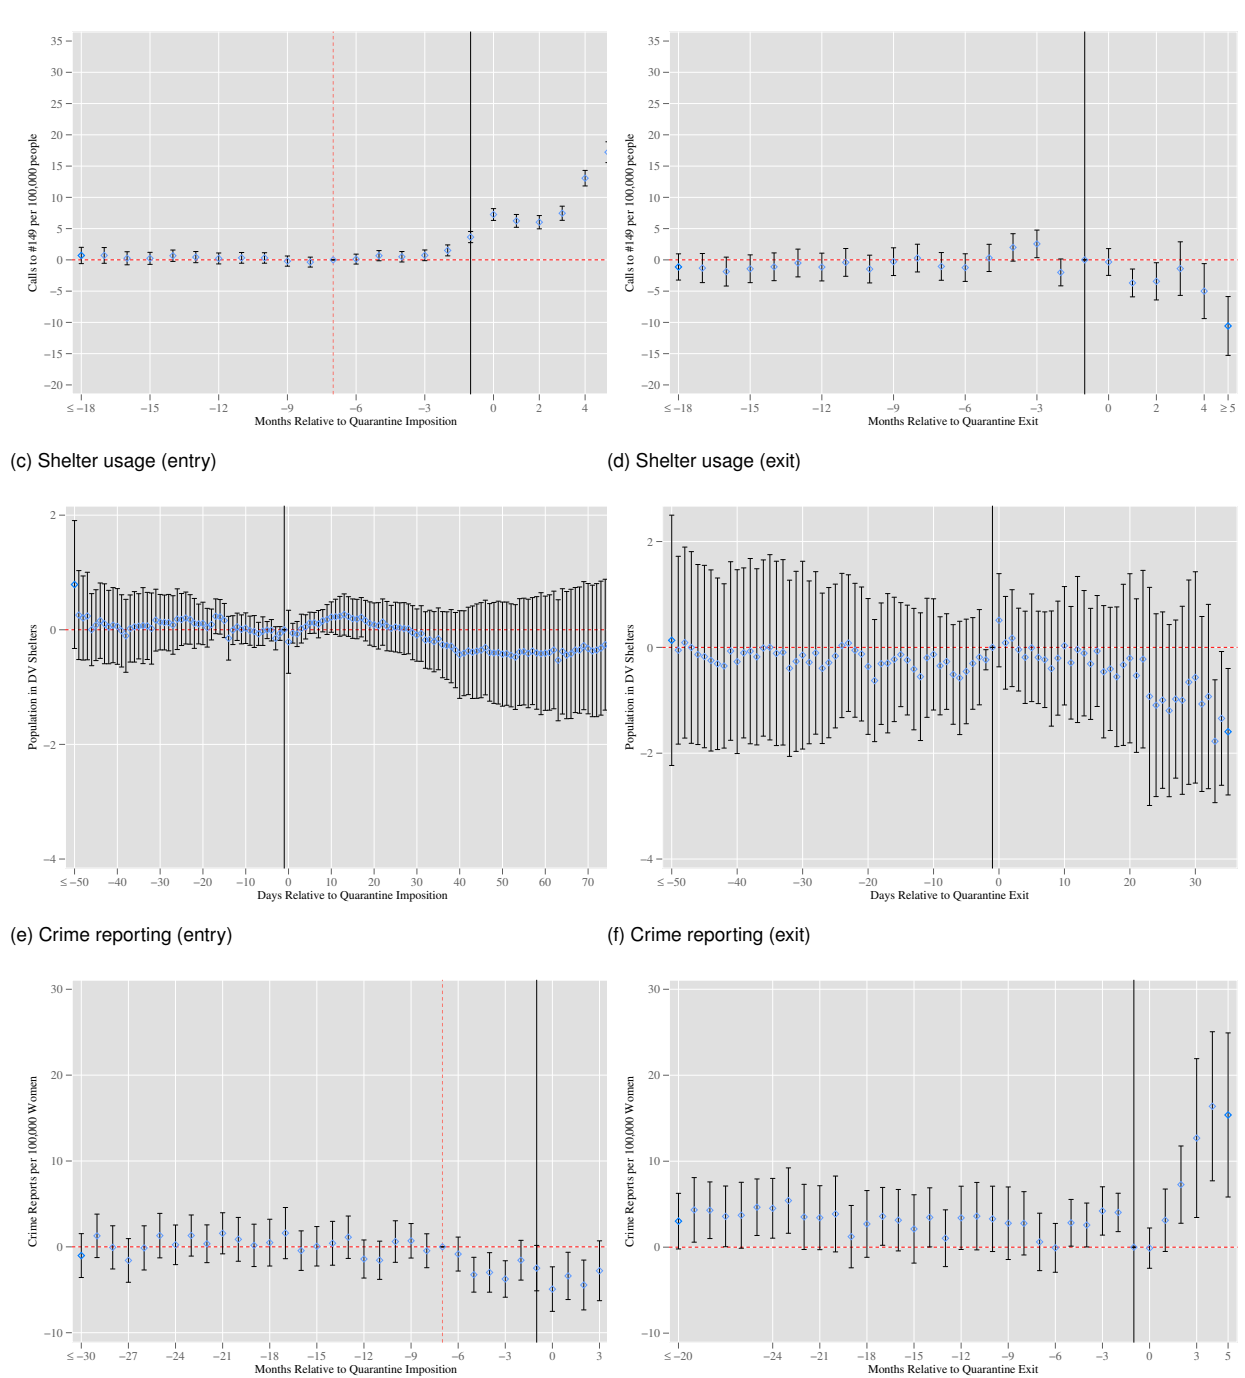 35
30
25
20
15
10
5
0
−5
−10
−15
−20
Calls to #149 per 100,000 people
≤ −18 −15 −12 −9 −6 −3 0 2 4
Months Relative to Quarantine Imposition
35
30
25
20
15
10
5
0
−5
−10
−15
−20
Calls to #149 per 100,000 people
≤ −18 −15 −12 −9 −6 −3 0 2 4 ≥ 5
Months Relative to Quarantine Exit
(c) Shelter usage (entry)
(d) Shelter usage (exit)
2
0
−2
−4
Population in DV Shelters
≤ −50 −40 −30 −20 −10 0 10 20 30 40 50 60 70
Days Relative to Quarantine Imposition
2
0
−2
−4
Population in DV Shelters
≤ −50 −40 −30 −20 −10 0 10 20 30
Days Relative to Quarantine Exit
(e) Crime reporting (entry)
(f) Crime reporting (exit)
30
20
10
0
−10
Crime Reports per 100,000 Women
≤ −30 −27 −24 −21 −18 −15 −12 −9 −6 −3 0 3
Months Relative to Quarantine Imposition
30
20
10
0
−10
Crime Reports per 100,000 Women
≤ −20 −24 −21 −18 −15 −12 −9 −6 −3 0 3 5
Months Relative to Quarantine Exit